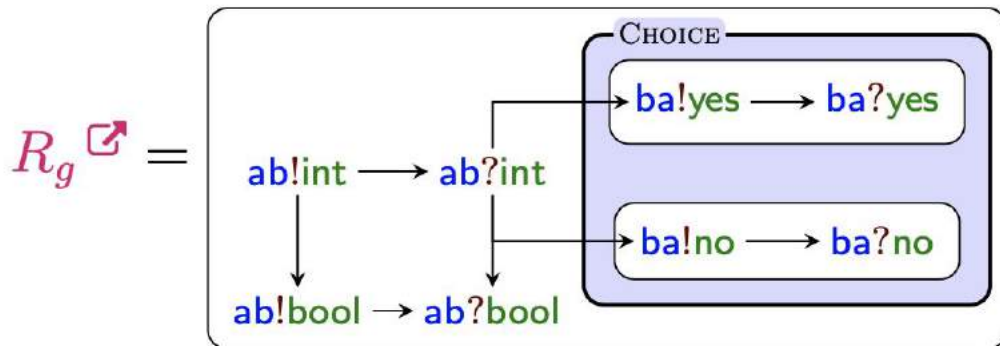 CHOICE
ba!yes → ba?yes
R_g =
ab!int → ab?int
ba!no → ba?no
ab!bool → ab?bool